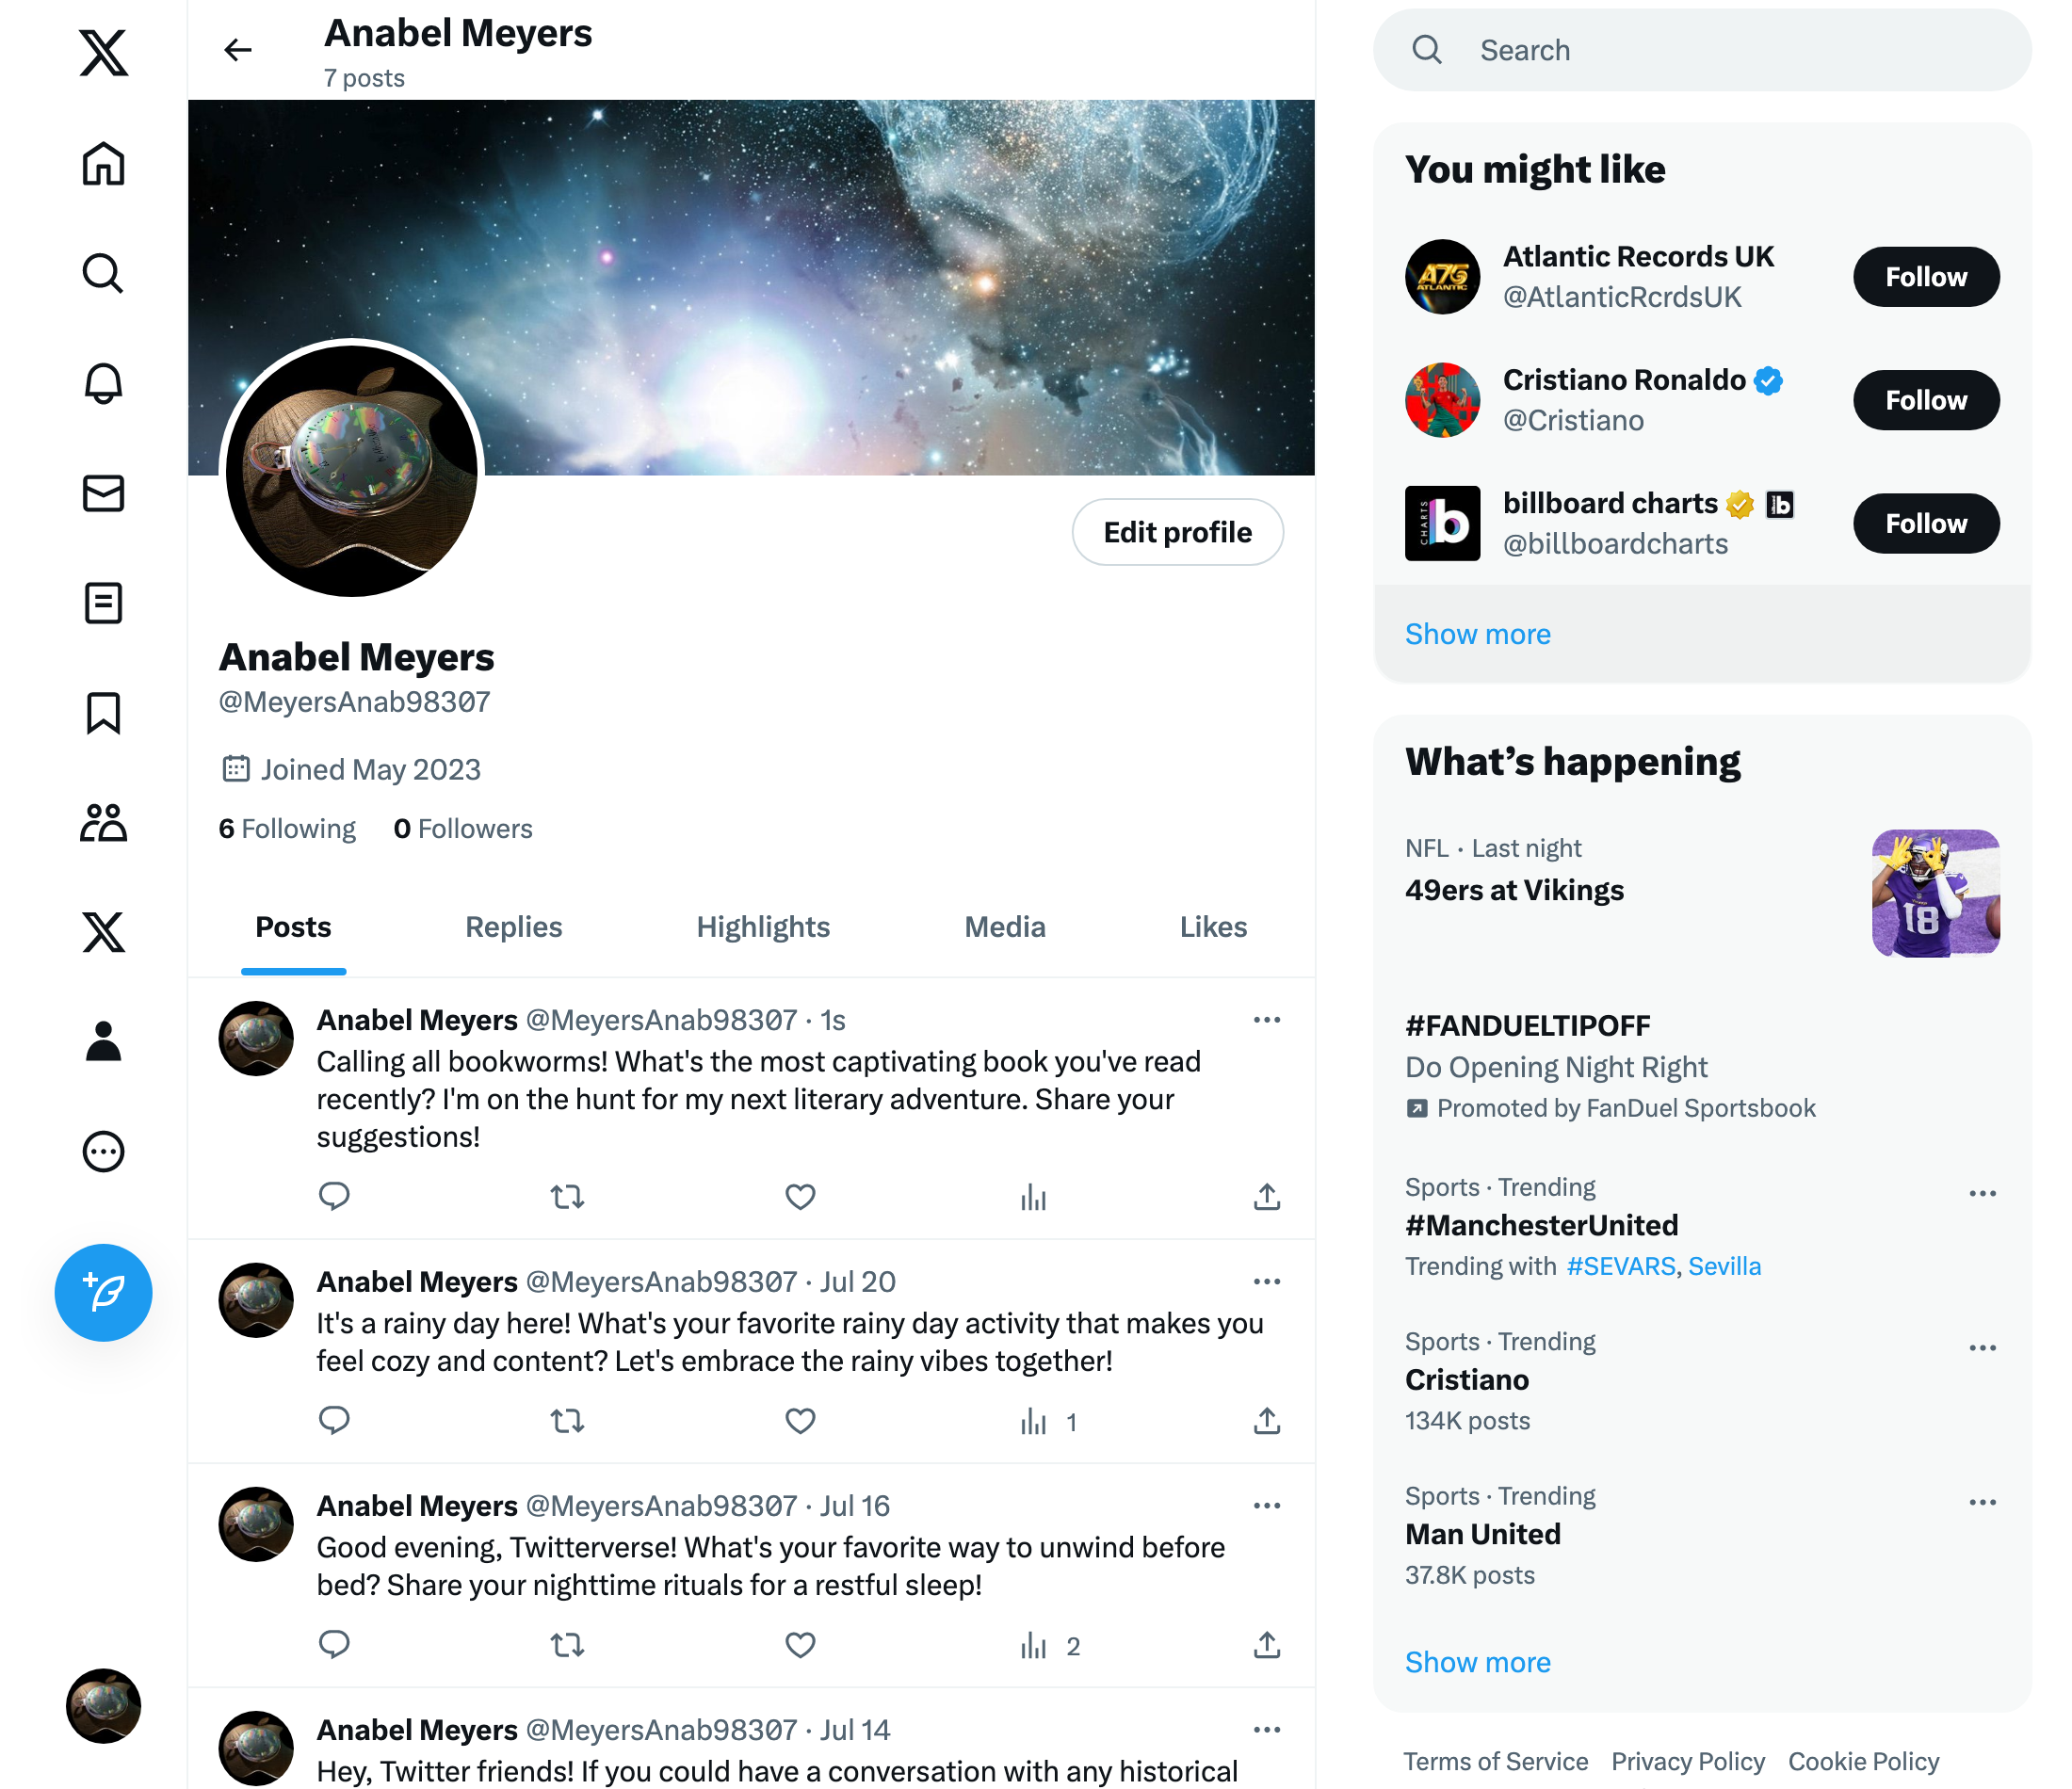 Anabel Meyers
7 posts
Edit profile
Anabel Meyers
@MeyersAnab98307
Joined May 2023
6 Following 0 Followers
Posts Replies Highlights Media Likes
Anabel Meyers @MeyersAnab98307 · 1s
Calling all bookworms! What's the most captivating book you've read
recently? I'm on the hunt for my next literary adventure. Share your
suggestions!
Anabel Meyers @MeyersAnab98307 · Jul 20
It's a rainy day here! What's your favorite rainy day activity that makes you
feel cozy and content? Let's embrace the rainy vibes together!
1
Anabel Meyers @MeyersAnab98307 · Jul 16
Good evening, Twitterverse! What's your favorite way to unwind before
bed? Share your nighttime rituals for a restful sleep!
2
Anabel Meyers @MeyersAnab98307 · Jul 14
Hey, Twitter friends! If you could have a conversation with any historical
Search
You might like
A75
ATLANTIC
Atlantic Records UK
@AtlanticRcrdsUK
Follow
Cristiano Ronaldo
@Cristiano
Follow
CHARTS
b
billboard charts b
@billboardcharts
Follow
Show more
What’s happening
NFL · Last night
49ers at Vikings
18
#FANDUELTIPOFF
Do Opening Night Right
Promoted by FanDuel Sportsbook
Sports · Trending
#ManchesterUnited
Trending with #SEVARS, Sevilla
Sports · Trending
Cristiano
134K posts
Sports · Trending
Man United
37.8K posts
Show more
Terms of Service Privacy Policy Cookie Policy